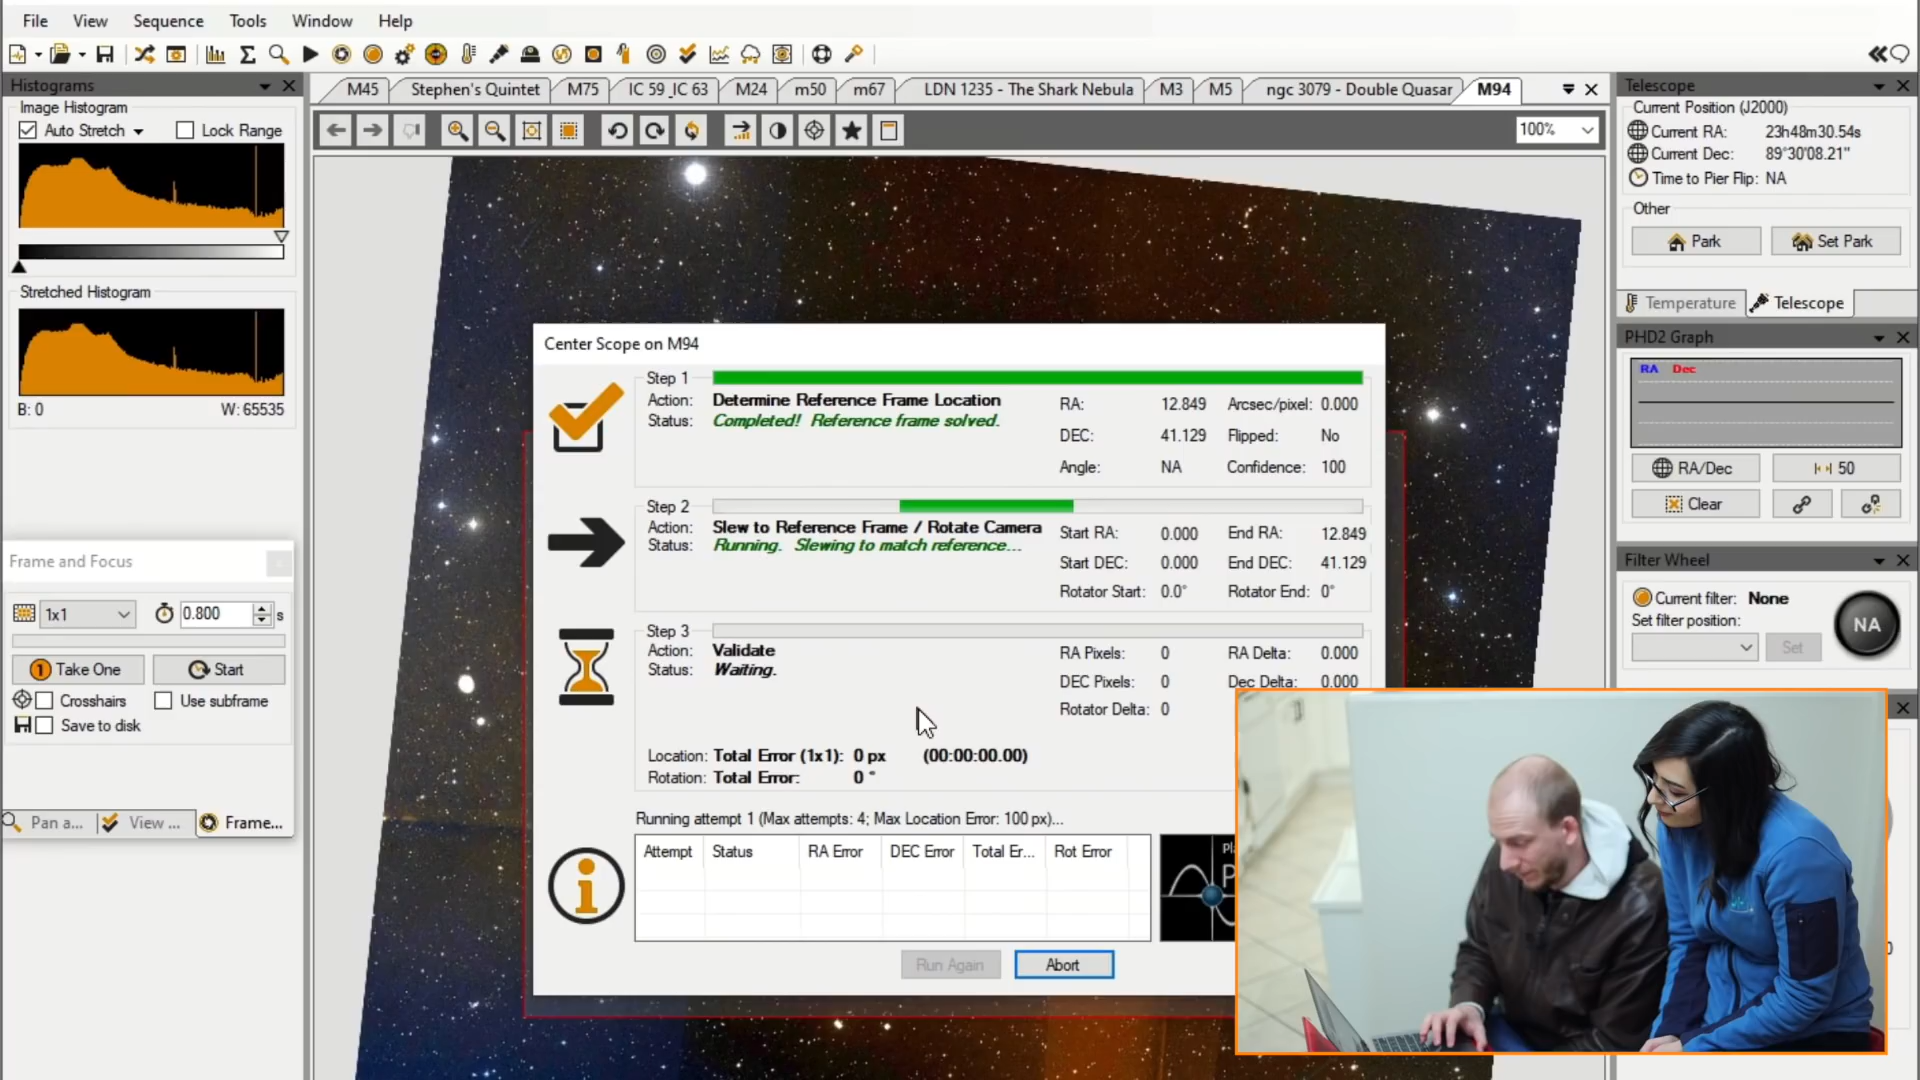 File View Sequence Tools Window Help
Histograms
Image Histogram
Auto Stretch Lock Range
Stretched Histogram
B: 0 W: 65535
Frame and Focus
1x1 0.800 s
1 Take One Start
Crosshairs Use subframe
Save to disk
Pan a... View ... Frame...
M45 Stephen's Quintet M75 IC 59_IC 63 M24 m50 m67 LDN 1235 - The Shark Nebula M3 M5 ngc 3079 - Double Quasar M94
100%
Center Scope on M94
Step 1
Action: Determine Reference Frame Location
Status: Completed! Reference frame solved.
RA: 12.849 Arcsec/pixel: 0.000
DEC: 41.129 Flipped: No
Angle: NA Confidence: 100
Step 2
Action: Slew to Reference Frame / Rotate Camera
Status: Running. Slewing to match reference...
Start RA: 0.000 End RA: 12.849
Start DEC: 0.000 End DEC: 41.129
Rotator Start: 0.0° Rotator End: 0°
Step 3
Action: Validate
Status: Waiting.
RA Pixels: 0 RA Delta: 0.000
DEC Pixels: 0 Dec Delta: 0.000
Rotator Delta: 0
Location: Total Error (1x1): 0 px (00:00:00.00)
Rotation: Total Error: 0 °
Running attempt 1 (Max attempts: 4; Max Location Error: 100 px)...
Attempt Status RA Error DEC Error Total Er... Rot Error
Run Again Abort
Telescope
Current Position (J2000)
Current RA: 23h48m30.54s
Current Dec: 89°30'08.21"
Time to Pier Flip: NA
Other
Park Set Park
Temperature Telescope
PHD2 Graph
RA Dec
RA/Dec 50
Clear
Filter Wheel
Current filter: None
Set filter position:
Set
NA